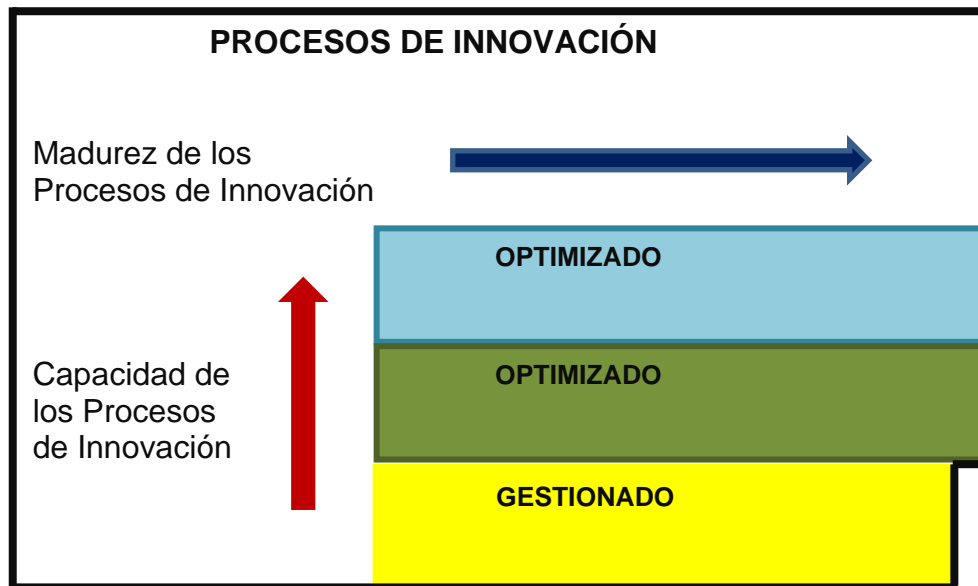 PROCESOS DE INNOVACIÓN
Madurez de los
Procesos de Innovación
OPTIMIZADO
Capacidad de
los Procesos
de Innovación
OPTIMIZADO
GESTIONADO